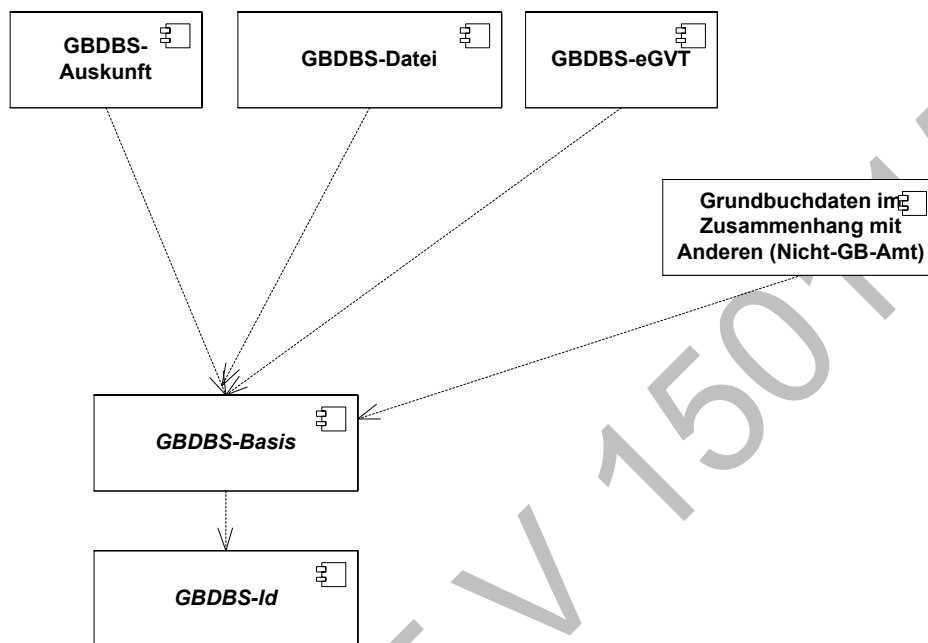 GBDBS-
Auskunft
GBDBS-Datei
GBDBS-eGVT
Grundbuchdaten im
Zusammenhang mit
Anderen (Nicht-GB-Amt)
GBDBS-Basis
GBDBS-Id